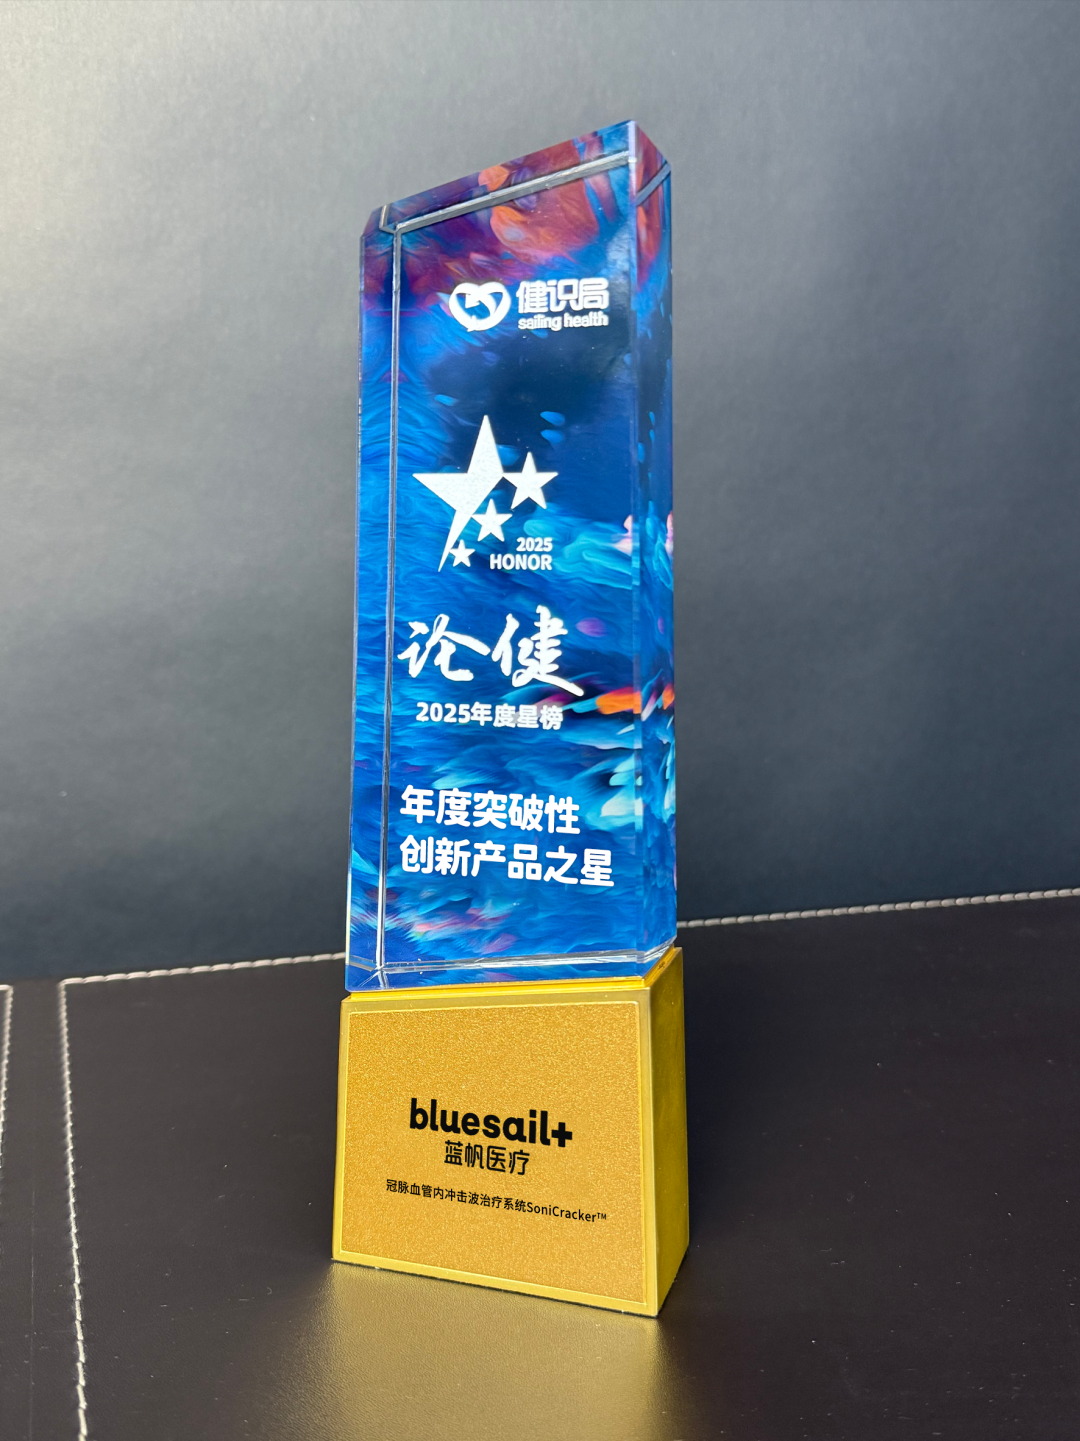 健识局
sailing health
2025
HONOR
论健
2025年度星榜
年度突破性
创新产品之星
bluesail+
蓝帆医疗
冠脉血管内冲击波治疗系统SoniCracker™